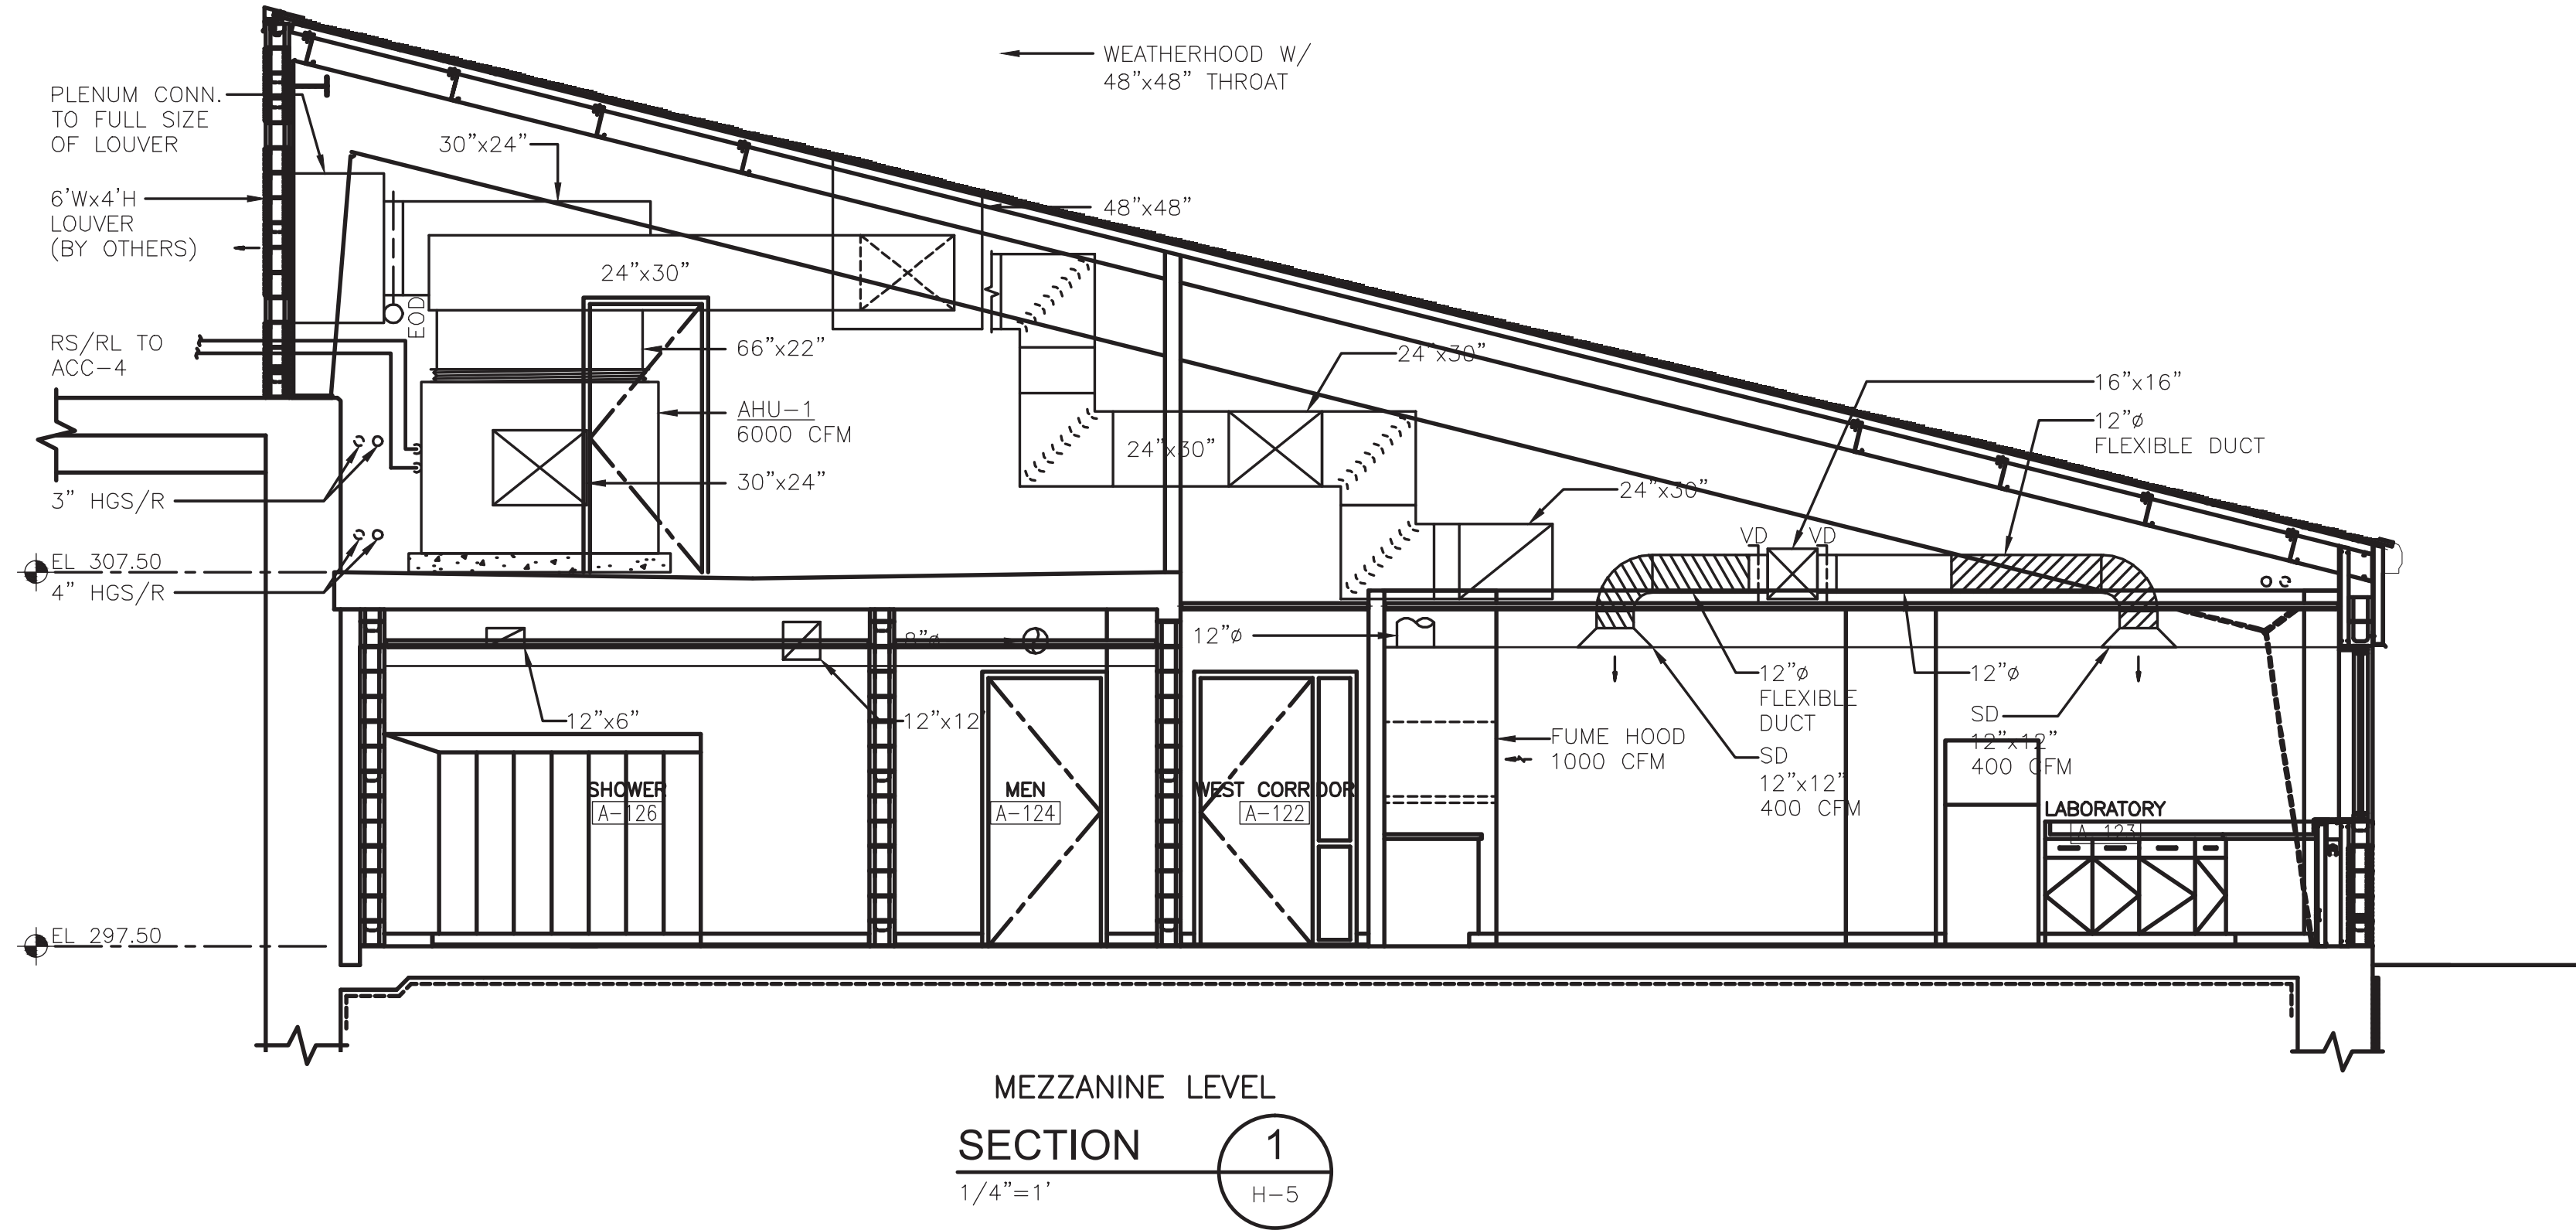 WEATHERHOOD W/
48"x48" THROAT
PLENUM CONN.
TO FULL SIZE
OF LOUVER
30"x24"
6'Wx4'H
LOUVER
(BY OTHERS)
48"x48"
24"x30"
EOD
RS/RL TO
ACC-4
66"x22"
24"x30"
16"x16"
AHU-1
6000 CFM
12"ø
FLEXIBLE DUCT
24"x30"
30"x24"
24"x30"
3" HGS/R
VD
VD
EL 307.50
4" HGS/R
8"ø
12"ø
12"x6"
12"x12"
12"ø
FLEXIBLE
DUCT
12"ø
FUME HOOD
1000 CFM
SD
12"x12"
400 CFM
SD
12"x12"
400 CFM
SHOWER
A-126
MEN
A-124
WEST CORRIDOR
A-122
LABORATORY
A-123
EL 297.50
MEZZANINE LEVEL
SECTION
1
1/4"=1'
H-5